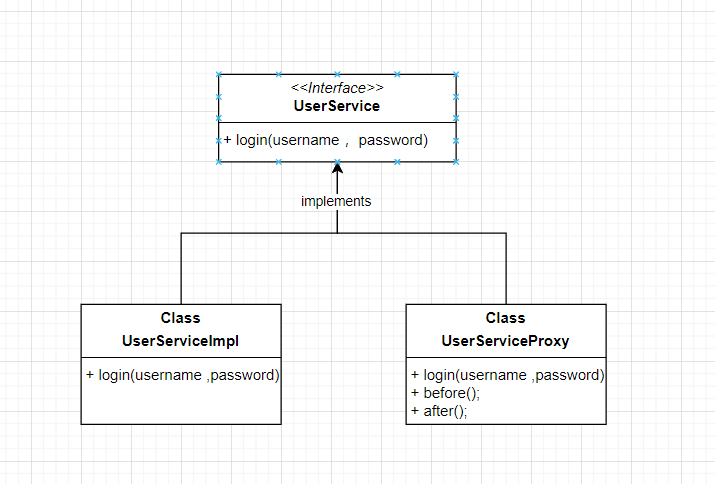 <<Interface>>
UserService
+ login(username ， password)
implements
Class
UserServiceImpl
+ login(username ,password)
Class
UserServiceProxy
+ login(username ,password)
+ before();
+ after();